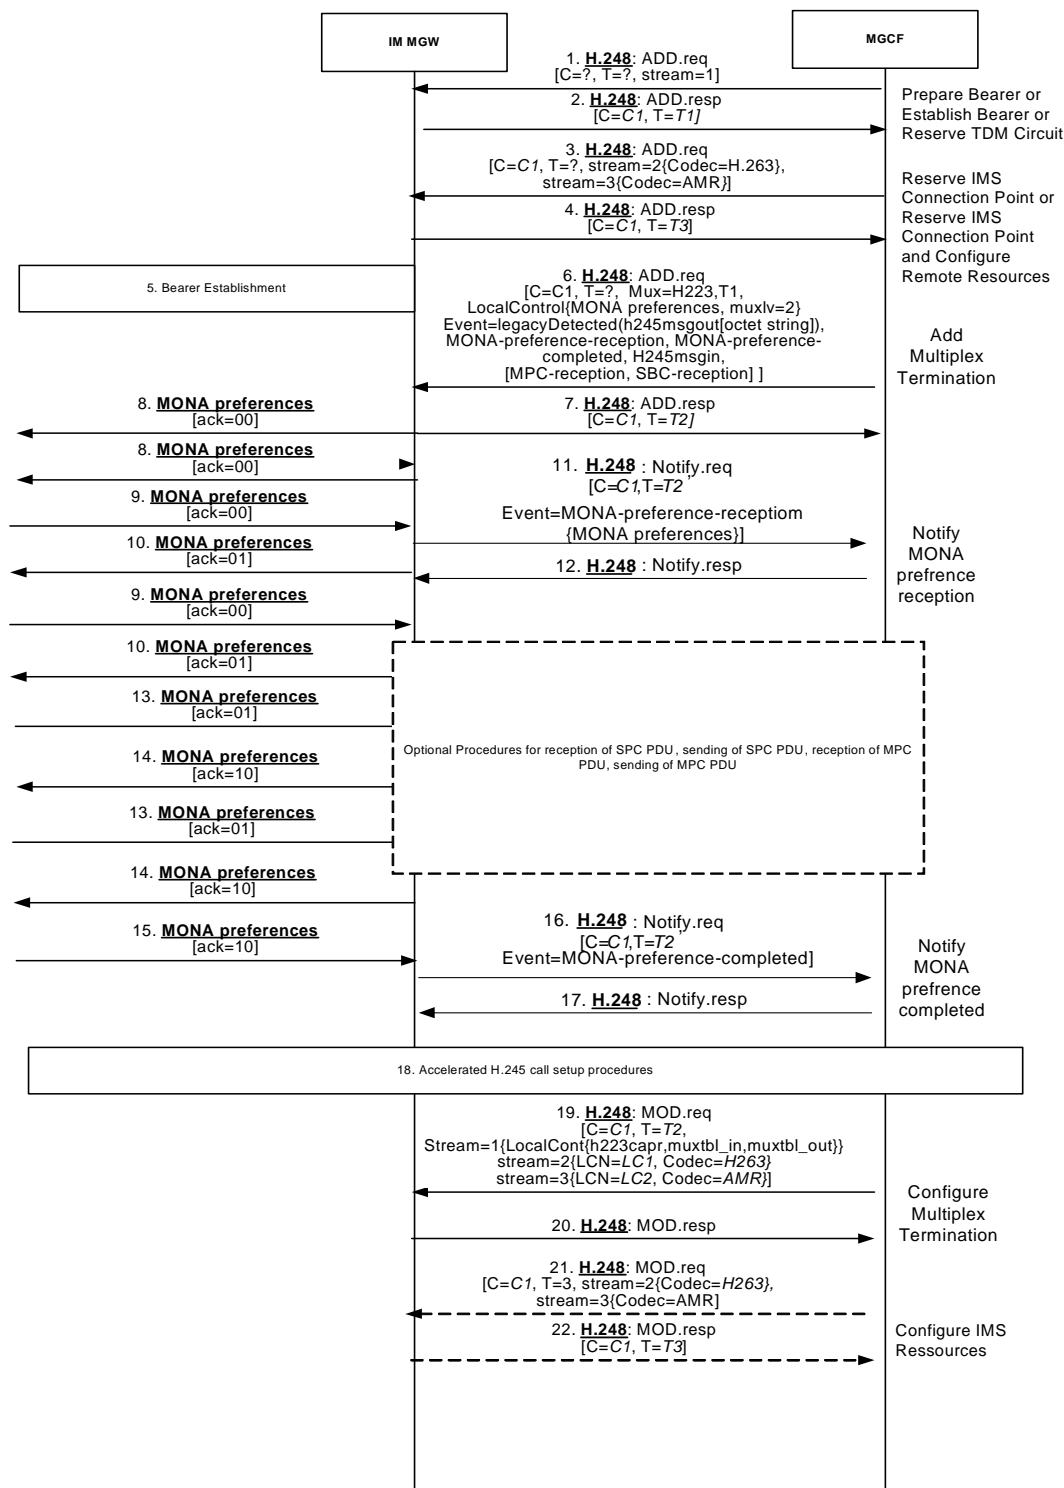 IM MGW
MGCF
1. H.248: ADD.req
[C=?, T=?, stream=1]
2. H.248: ADD.resp
[C=C1, T=T1]
Prepare Bearer or
Establish Bearer or
Reserve TDM Circuit
3. H.248: ADD.req
[C=C1, T=?, stream=2{Codec=H.263},
stream=3{Codec=AMR}]
4. H.248: ADD.resp
[C=C1, T=T3]
Reserve IMS
Connection Point or
Reserve IMS
Connection Point
and Configure
Remote Resources
5. Bearer Establishment
6. H.248: ADD.req
[C=C1, T=?,  Mux=H223,T1,
LocalControl{MONA preferences, muxlv=2}
Event=legacyDetected(h245msgout[octet string]),
MONA-preference-reception, MONA-preference-
completed, H245msgin,
[MPC-reception, SBC-reception] ]
Add
Multiplex
Termination
8. MONA preferences
[ack=00]
7. H.248: ADD.resp
[C=C1, T=T2]
8. MONA preferences
[ack=00]
11. H.248 : Notify.req
[C=C1,T=T2 ,
Event=MONA-preference-receptiom
{MONA preferences}]
9. MONA preferences
[ack=00]
10. MONA preferences
[ack=01]
12. H.248 : Notify.resp
Notify
MONA
prefrence
reception
9. MONA preferences
[ack=00]
10. MONA preferences
[ack=01]
13. MONA preferences
[ack=01]
Optional Procedures for reception of SPC PDU, sending of SPC PDU, reception of MPC
PDU, sending of MPC PDU
14. MONA preferences
[ack=10]
13. MONA preferences
[ack=01]
14. MONA preferences
[ack=10]
15. MONA preferences
[ack=10]
16. H.248 : Notify.req
[C=C1,T=T2 ,
Event=MONA-preference-completed]
17. H.248 : Notify.resp
Notify
MONA
prefrence
completed
18. Accelerated H.245 call setup procedures
19. H.248: MOD.req
[C=C1, T=T2,
Stream=1{LocalCont{h223capr,muxtbl_in,muxtbl_out}}
stream=2{LCN=LC1, Codec=H263}
stream=3{LCN=LC2, Codec=AMR}]
20. H.248: MOD.resp
Configure
Multiplex
Termination
21. H.248: MOD.req
[C=C1, T=3, stream=2{Codec=H263},
stream=3{Codec=AMR]
22. H.248: MOD.resp
[C=C1, T=T3]
Configure IMS
Ressources